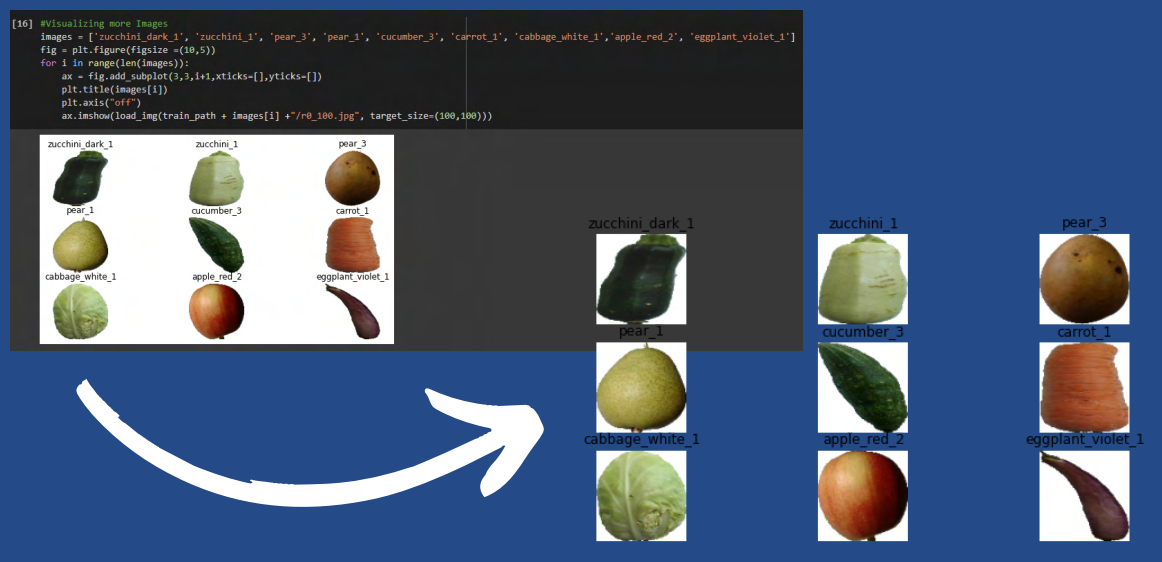 [16] #Visualizing more Images
images = ['zucchini_dark_1', 'zucchini_1', 'pear_3', 'pear_1', 'cucumber_3', 'carrot_1', 'cabbage_white_1','apple_red_2', 'eggplant_violet_1']
fig = plt.figure(figsize =(10,5))
for i in range(len(images)):
    ax = fig.add_subplot(3,3,i+1,xticks=[],yticks=[])
    plt.title(images[i])
    plt.axis("off")
    ax.imshow(load_img(train_path + images[i] +"/r0_100.jpg", target_size=(100,100)))
zucchini_dark_1 zucchini_1 pear_3
pear_1 cucumber_3 carrot_1
cabbage_white_1 apple_red_2 eggplant_violet_1
zucchini_dark_1 zucchini_1 pear_3
pear_1 cucumber_3 carrot_1
cabbage_white_1 apple_red_2 eggplant_violet_1